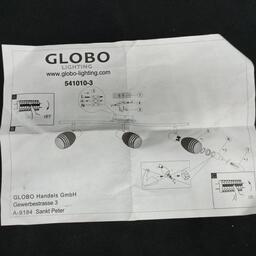 GLOBO
LIGHTING
www.globo-lighting.com
541010-3
GLOBO Handels GmbH
Gewerbestrasse 3
A-9184 Sankt Peter